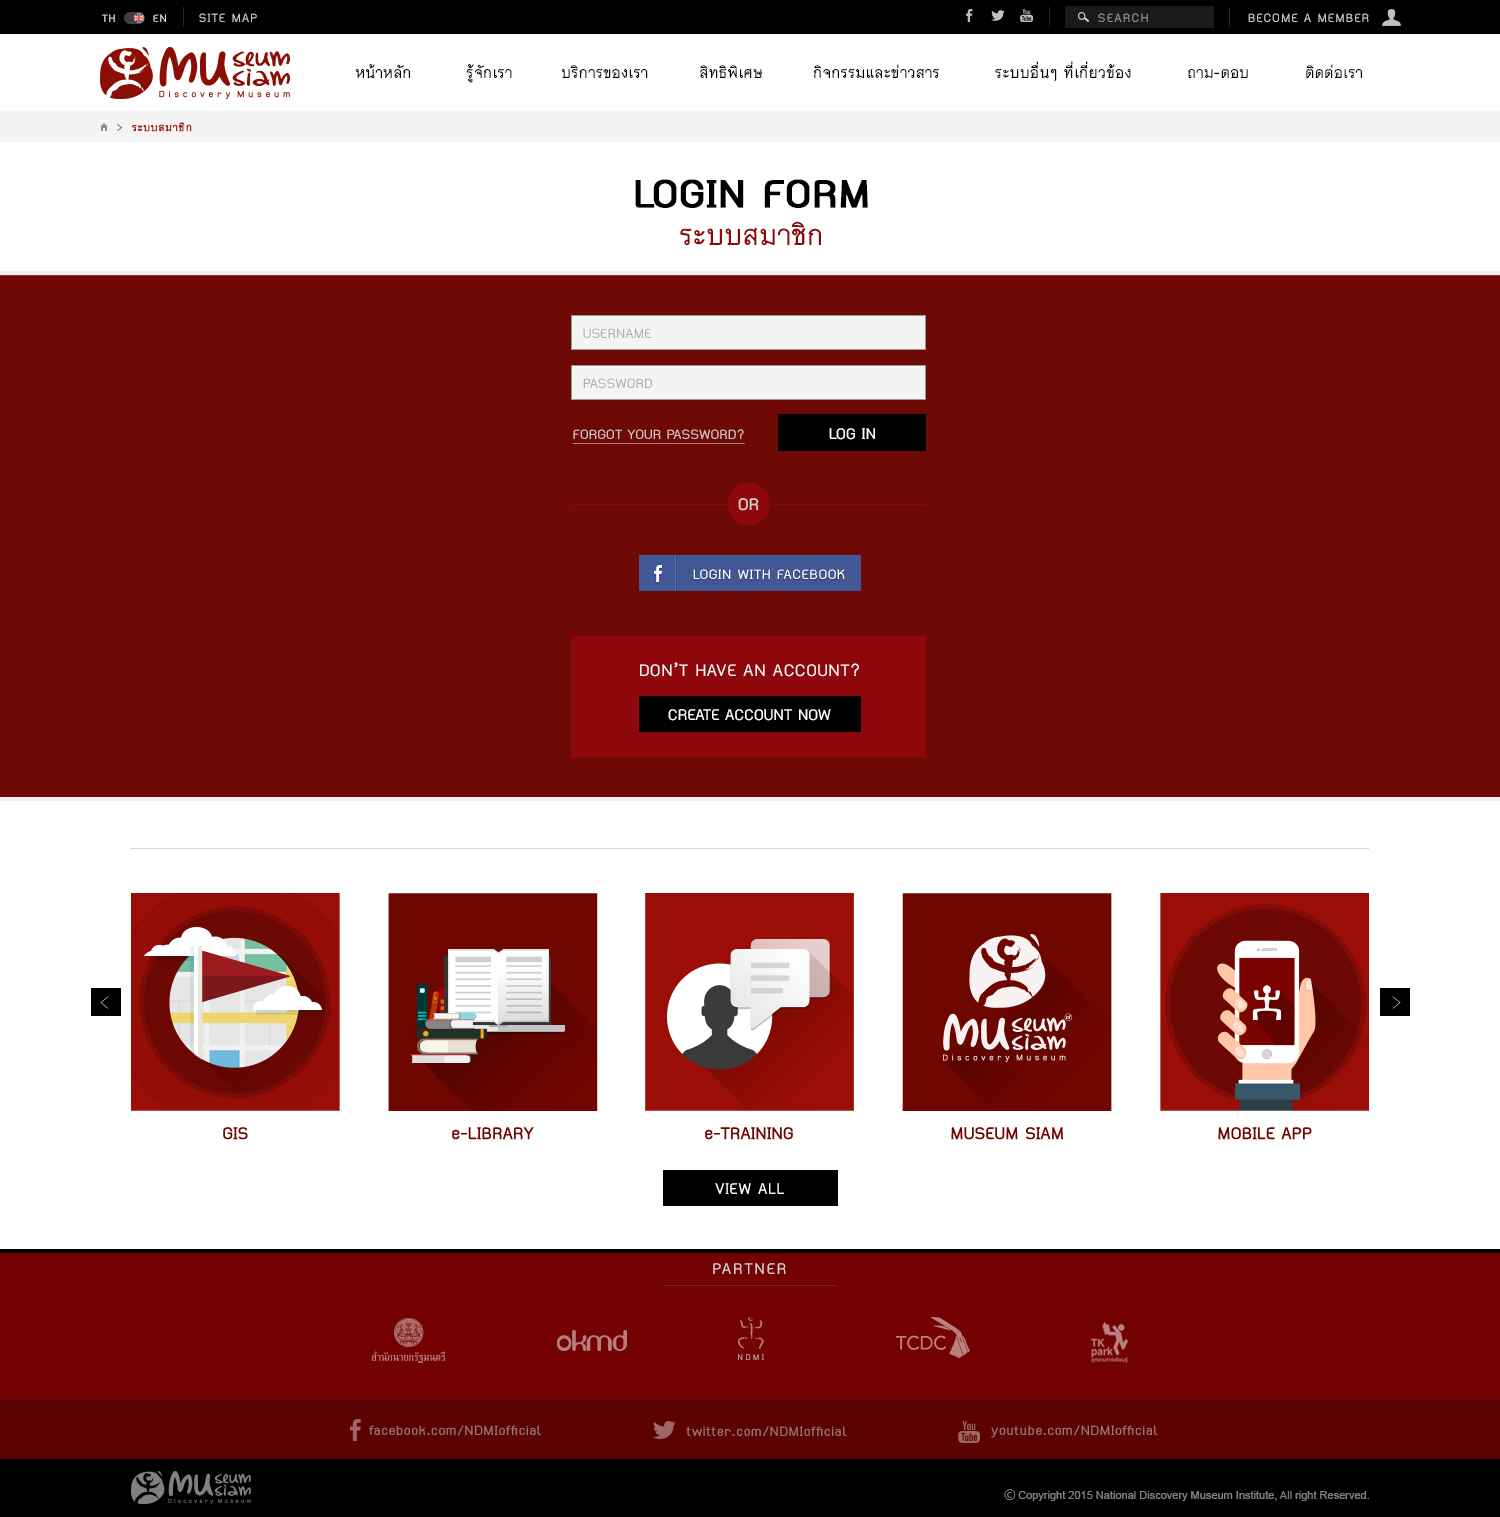 TH EN SITE MAP
SEARCH
BECOME A MEMBER
MUseum siam
Discovery Museum
หน้าหลัก รู้จักเรา บริการของเรา สิทธิพิเศษ กิจกรรมและข่าวสาร ระบบอื่นๆ ที่เกี่ยวข้อง ถาม-ตอบ ติดต่อเรา
> ระบบสมาชิก
LOGIN FORM
ระบบสมาชิก
USERNAME
PASSWORD
FORGOT YOUR PASSWORD?
LOG IN
OR
f LOGIN WITH FACEBOOK
DON'T HAVE AN ACCOUNT?
CREATE ACCOUNT NOW
MUseum siam
Discovery Museum
GIS
e-LIBRARY
e-TRAINING
MUSEUM SIAM
MOBILE APP
VIEW ALL
PARTNER
สำนักนายกรัฐมนตรี
okmd
NDMI
TCDC
TK park
facebook.com/NDMIofficial
twitter.com/NDMIofficial
You Tube youtube.com/NDMIofficial
MUseum siam
Discovery Museum
© Copyright 2015 National Discovery Museum Institute, All right Reserved.